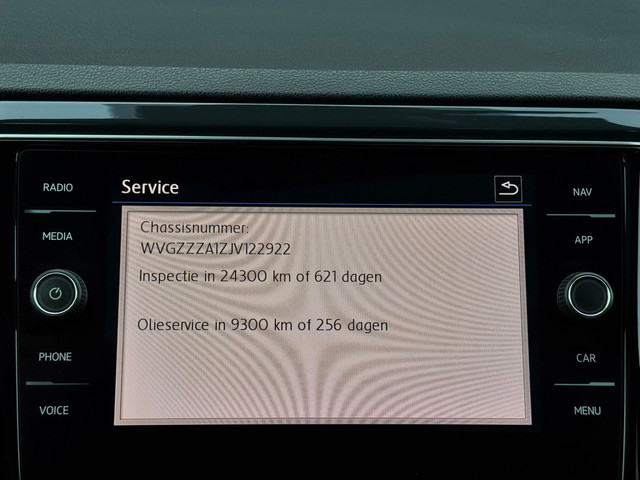 RADIO
MEDIA
PHONE
VOICE
Service
Chassisnummer:
WVGZZZA1ZJV122922
Inspectie in 24300 km of 621 dagen
Olieservice in 9300 km of 256 dagen
NAV
APP
CAR
MENU